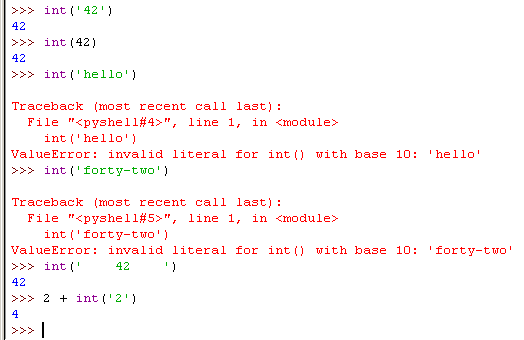 >>> int('42')
42
>>> int(42)
42
>>> int('hello')
Traceback (most recent call last):
  File "<pyshell#4>", line 1, in <module>
    int('hello')
ValueError: invalid literal for int() with base 10: 'hello'
>>> int('forty-two')
Traceback (most recent call last):
  File "<pyshell#5>", line 1, in <module>
    int('forty-two')
ValueError: invalid literal for int() with base 10: 'forty-two'
>>> int('    42    ')
42
>>> 2 + int('2')
4
>>>